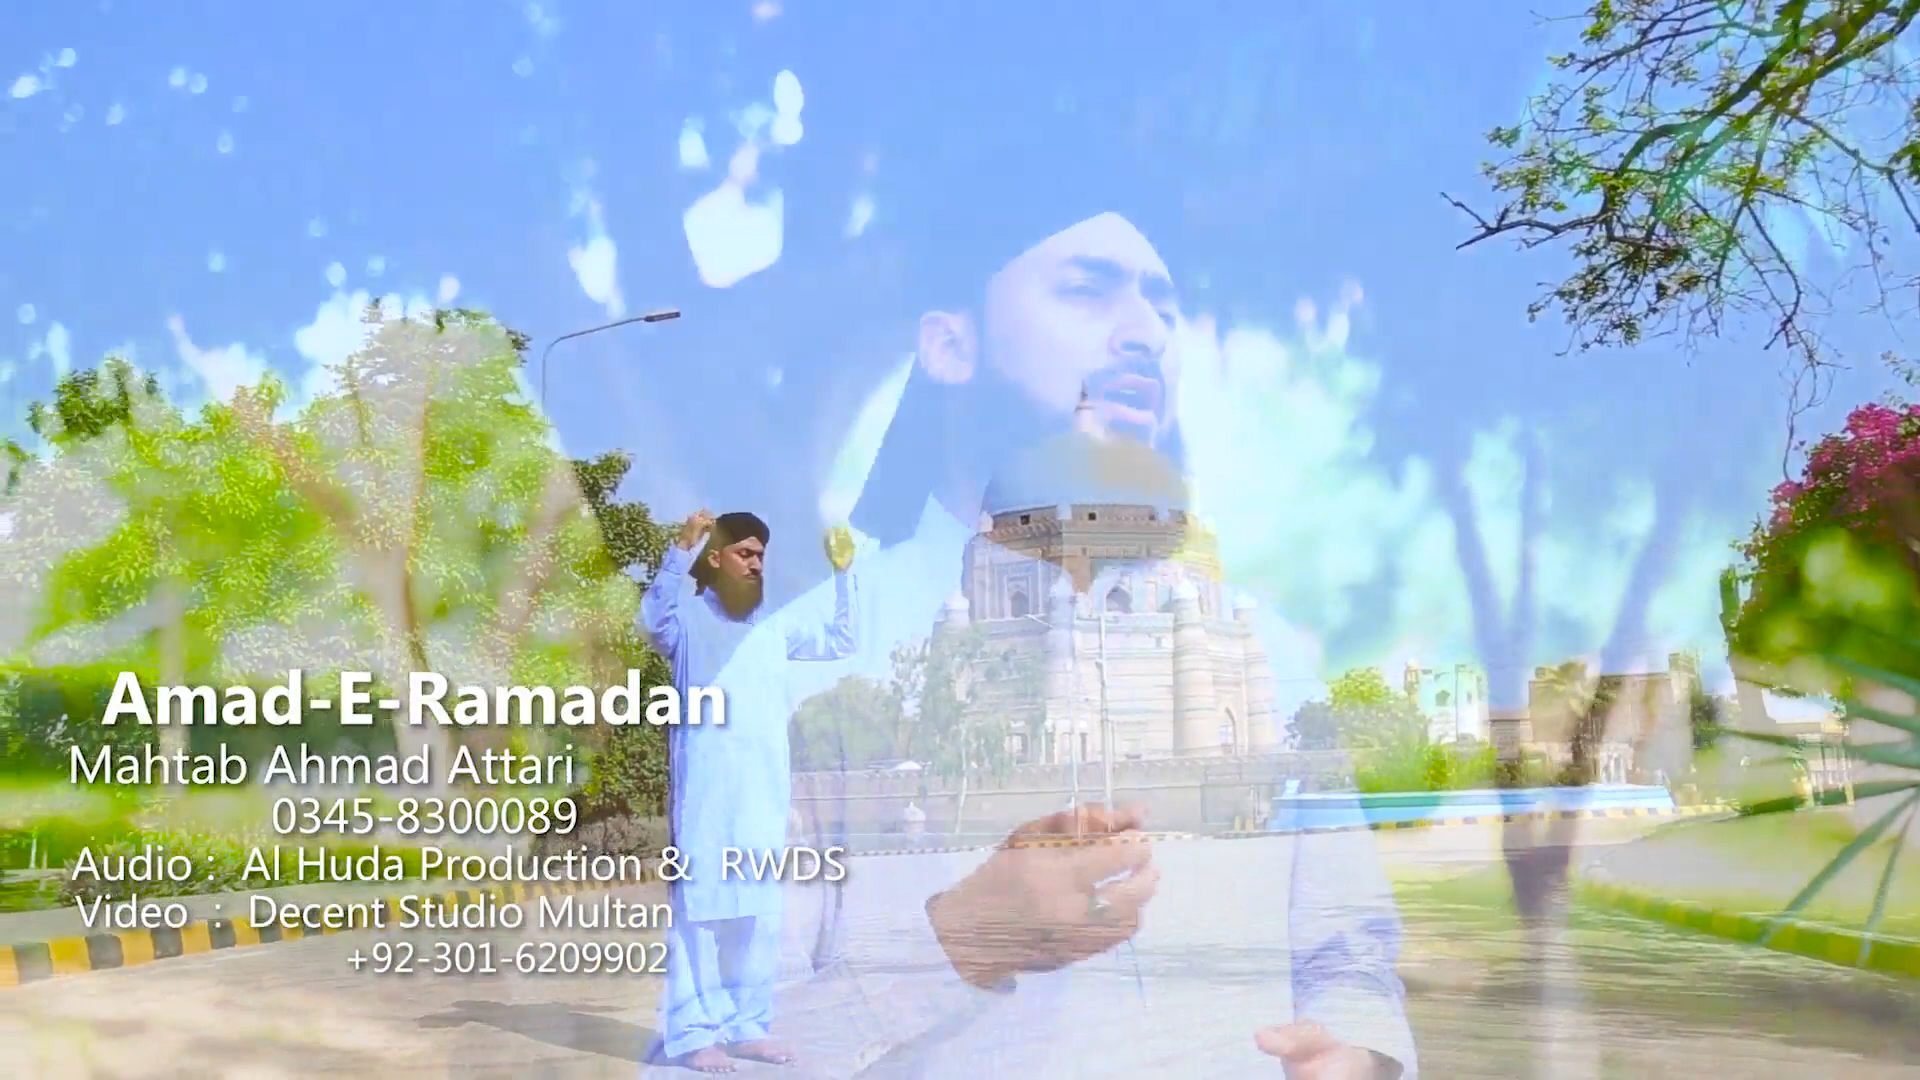 Amad-E-Ramadan
Mahtab Ahmad Attari
0345-8300089
Audio : Al Huda Production & RWDS
Video : Decent Studio Multan
+92-301-6209902